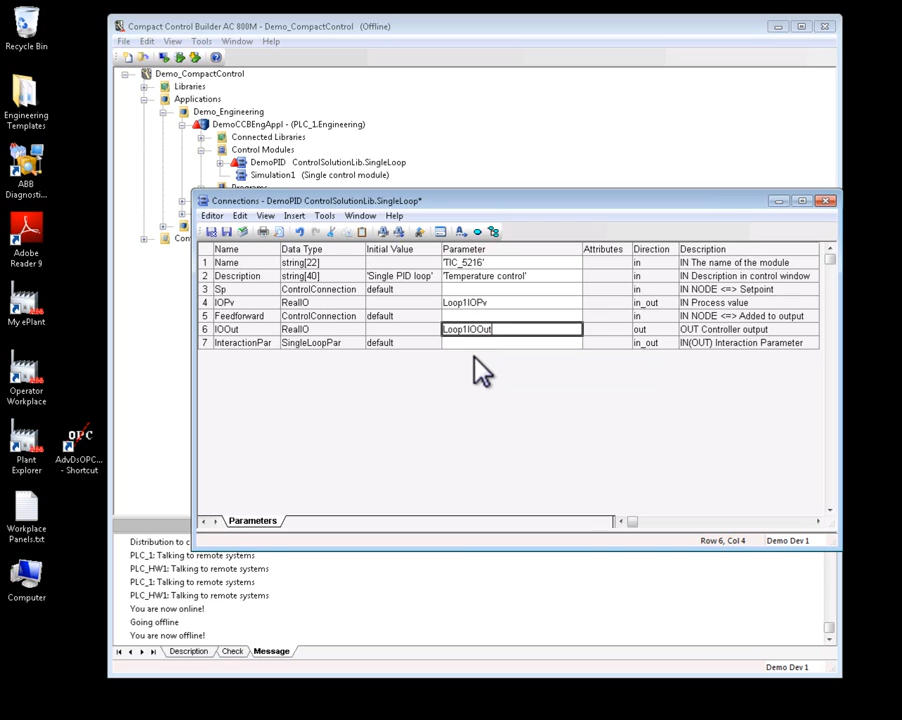 Recycle Bin
Engineering
Templates
ABB
Diagnosti...
Adobe
Reader 9
My ePlant
Operator
Workplace
Plant
Explorer
OPC
AdvDsOPC...
- Shortcut
Workplace
Panels.txt
Computer
Compact Control Builder AC 800M - Demo_CompactControl (Offline)
File Edit View Tools Window Help
Demo_CompactControl
Libraries
Applications
Demo_Engineering
DemoCCBEngAppl - (PLC_1.Engineering)
Connected Libraries
Control Modules
DemoPID ControlSolutionLib.SingleLoop
Simulation1 (Single control module)
Connections - DemoPID ControlSolutionLib.SingleLoop*
Editor Edit View Insert Tools Window Help
Name Data Type Initial Value Parameter Attributes Direction Description
1 Name string[22] 'TIC_5216' in IN The name of the module
2 Description string[40] 'Single PID loop' 'Temperature control' in IN Description in control window
3 Sp ControlConnection default in IN NODE <=> Setpoint
4 IOPv RealIO Loop1IOPv in_out IN Process value
5 Feedforward ControlConnection default in IN NODE <=> Added to output
6 IOOut RealIO Loop1IOOut out OUT Controller output
7 InteractionPar SingleLoopPar default in_out IN(OUT) Interaction Parameter
Parameters
Row 6, Col 4 Demo Dev 1
Distribution to c
PLC_1: Talking to remote systems
PLC_HW1: Talking to remote systems
PLC_1: Talking to remote systems
PLC_HW1: Talking to remote systems
You are now online!
Going offline
You are now offline!
Description Check Message
Demo Dev 1